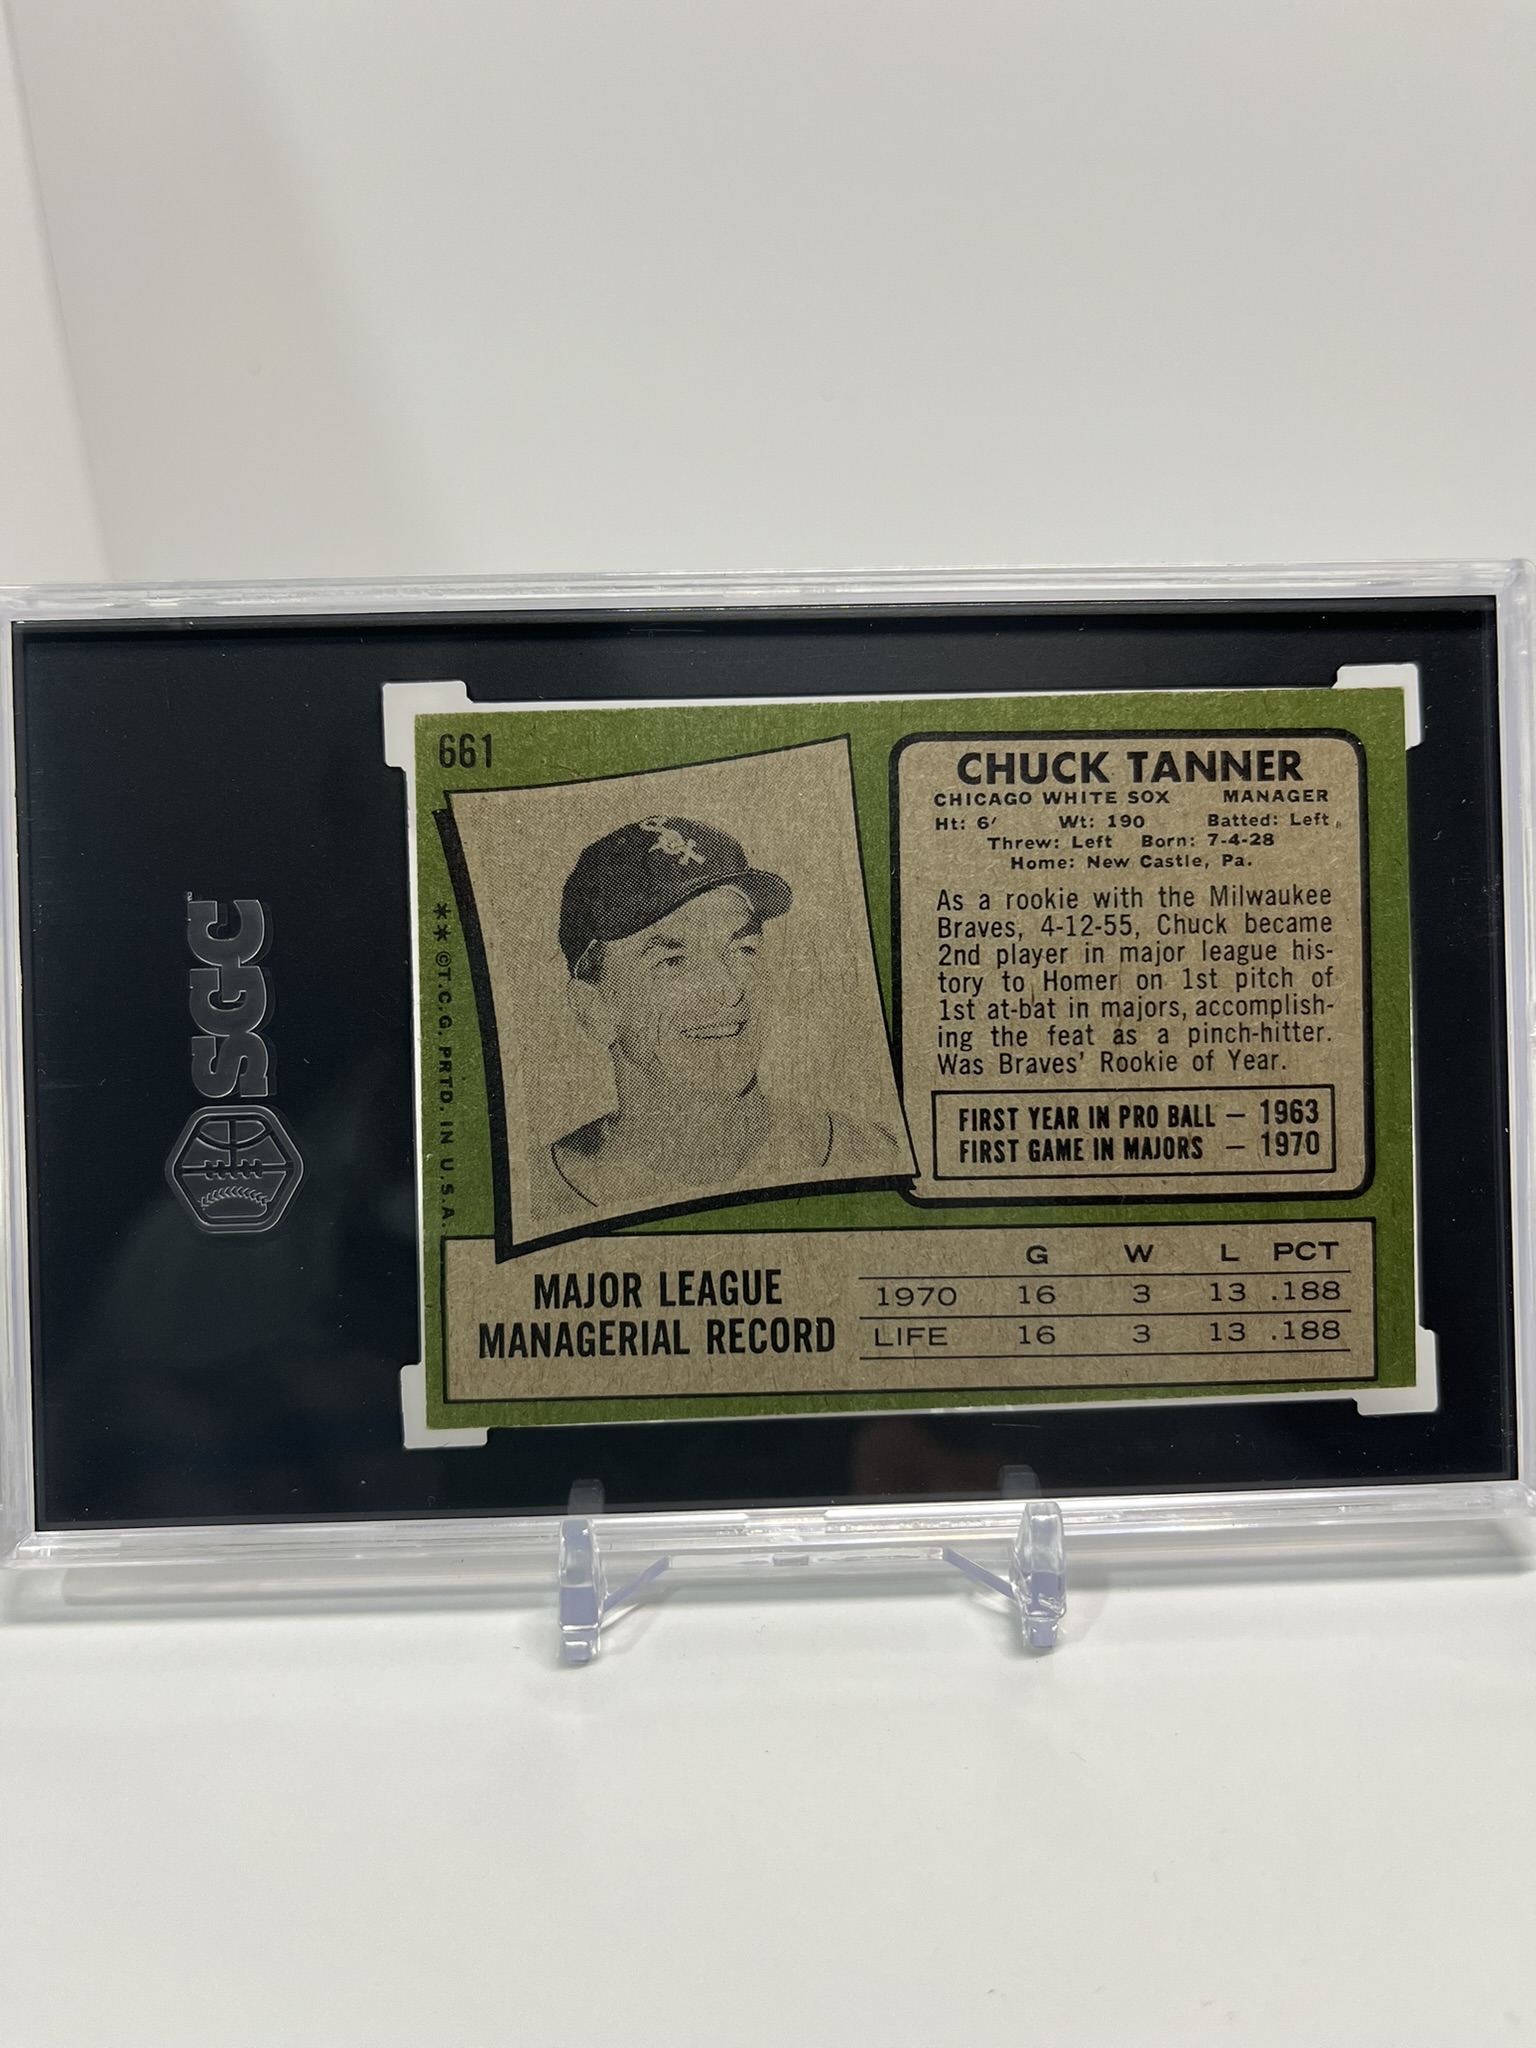 SGC
™
661
** ©T.C.G. PRTD. IN U.S.A.
CHUCK TANNER
CHICAGO WHITE SOX MANAGER
Ht: 6' Wt: 190 Batted: Left
Threw: Left Born: 7-4-28
Home: New Castle, Pa.
As a rookie with the Milwaukee
Braves, 4-12-55, Chuck became
2nd player in major league his-
tory to Homer on 1st pitch of
1st at-bat in majors, accomplish-
ing the feat as a pinch-hitter.
Was Braves' Rookie of Year.
FIRST YEAR IN PRO BALL — 1963
FIRST GAME IN MAJORS — 1970
MAJOR LEAGUE
MANAGERIAL RECORD
G W L PCT
1970 16 3 13 .188
LIFE 16 3 13 .188